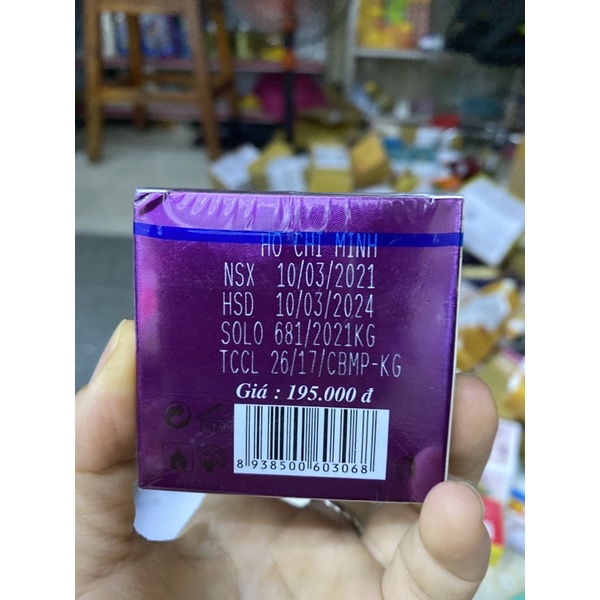 HO CHI MINH
NSX 10/03/2021
HSD 10/03/2024
SOLO 681/2021KG
TCCL 26/17/CBMP-KG
Giá : 195.000 đ
8 938500 603068